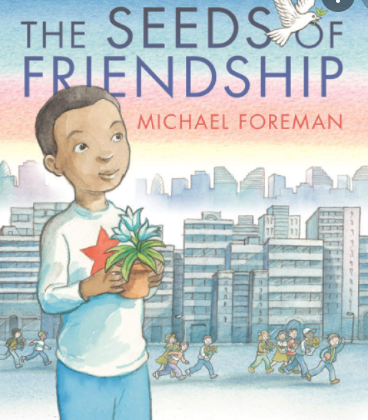 THE SEEDS OF
FRIENDSHIP
MICHAEL FOREMAN